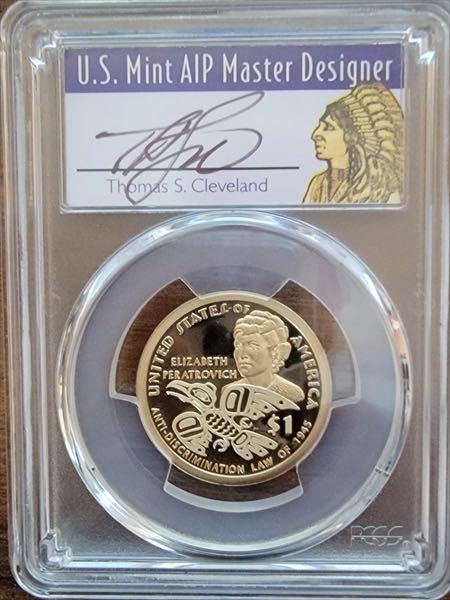 U.S. Mint AIP Master Designer
Thomas S. Cleveland
UNITED STATES OF AMERICA
ELIZABETH
PERATROVICH
$1
ANTI-DISCRIMINATION LAW OF 1945
PCGS